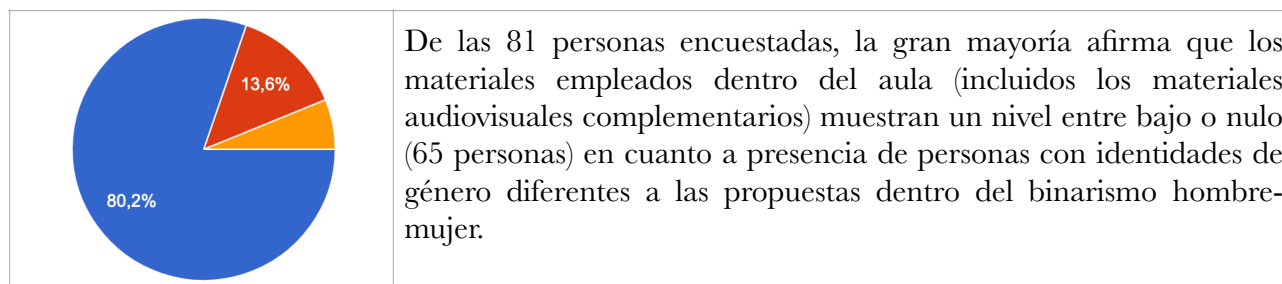 13,6%
80,2%
De las 81 personas encuestadas, la gran mayoría afirma que los
materiales empleados dentro del aula (incluidos los materiales
audiovisuales complementarios) muestran un nivel entre bajo o nulo
(65 personas) en cuanto a presencia de personas con identidades de
género diferentes a las propuestas dentro del binarismo hombre-
mujer.